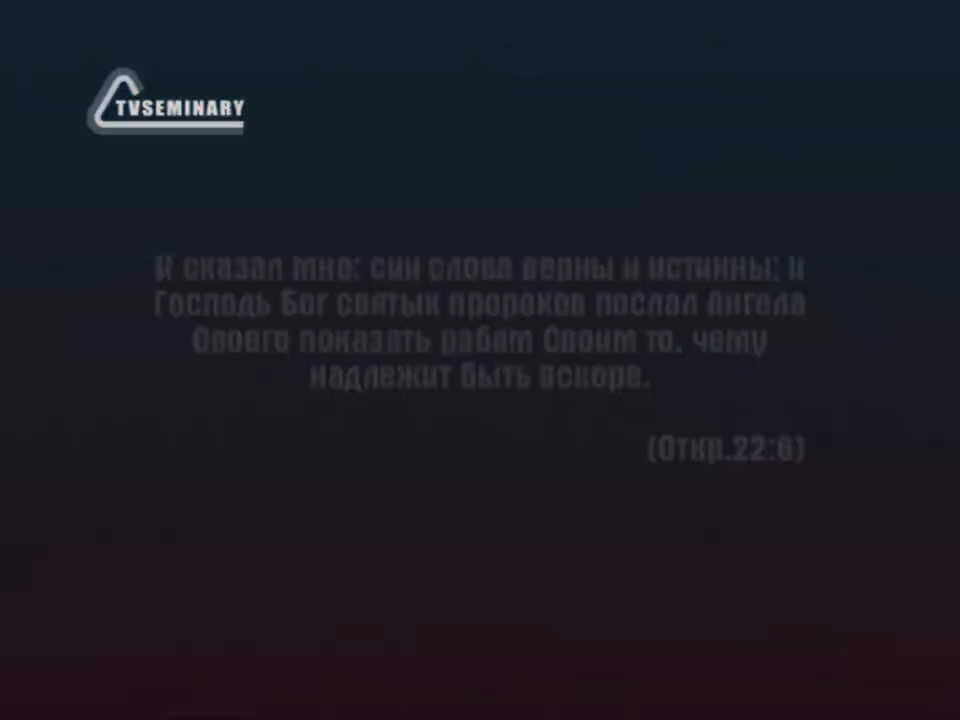 TVSEMINARY
И сказал мне: сии слова верны и истинны; и
Господь Бог святых пророков послал Ангела
Своего показать рабам Своим то, чему
надлежит быть вскоре.
(Откр.22:6)